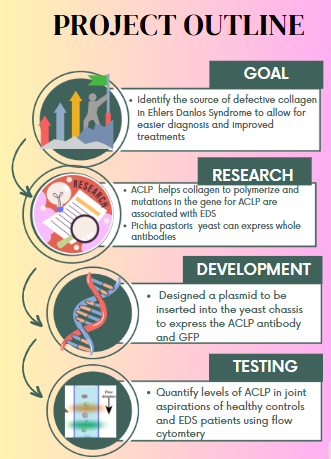 PROJECT OUTLINE
GOAL
• Identify the source of defective collagen
in Ehlers Danlos Syndrome to allow for
easier diagnosis and improved
treatments
RESEARCH
RESEARCH
• ACLP helps collagen to polymerize and
mutations in the gene for ACLP are
associated with EDS
• Pichia pastoris yeast can express whole
antibodies
DEVELOPMENT
• Designed a plasmid to be
inserted into the yeast chassis
to express the ACLP antibody
and GFP
TESTING
Flow
• Quantify levels of ACLP in joint
aspirations of healthy controls
and EDS patients using flow
cytomtery